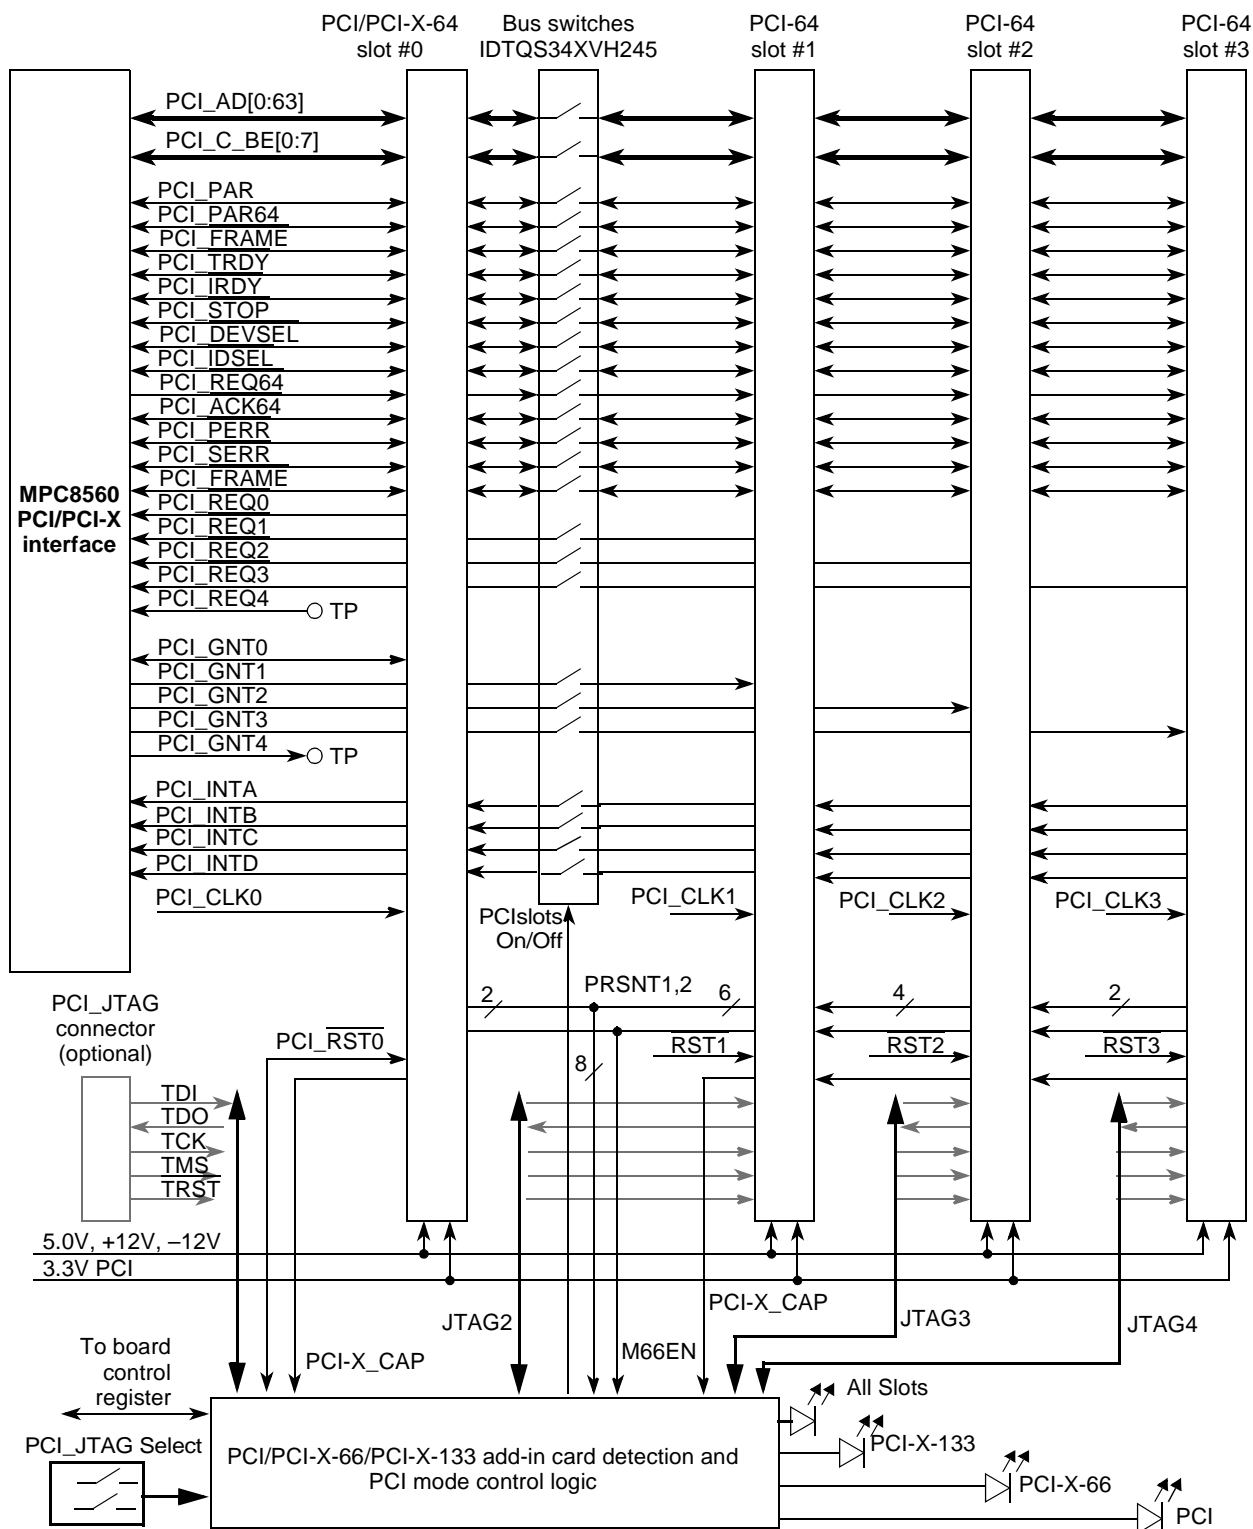 PCI/PCI-X-64
slot #0
Bus switches
IDTQS34XVH245
PCI-64
slot #1
PCI-64
slot #2
PCI-64
slot #3
PCI_AD[0:63]
PCI_C_BE[0:7]
PCI_PAR
PCI_PAR64
PCI_FRAME
PCI_TRDY
PCI_IRDY
PCI_STOP
PCI_DEVSEL
PCI_IDSEL
PCI_REQ64
PCI_ACK64
PCI_PERR
PCI_SERR
PCI_FRAME
PCI_REQ0
PCI_REQ1
PCI_REQ2
PCI_REQ3
PCI_REQ4
TP
MPC8560
PCI/PCI-X
interface
PCI_GNT0
PCI_GNT1
PCI_GNT2
PCI_GNT3
PCI_GNT4
TP
PCI_INTA
PCI_INTB
PCI_INTC
PCI_INTD
PCI_CLK0
PCIslots
On/Off
PCI_CLK1
PCI_CLK2
PCI_CLK3
PCI_JTAG
connector
(optional)
2
PRSNT1,2
6
4
2
PCI_RST0
8
RST1
RST2
RST3
TDI
TDO
TCK
TMS
TRST
5.0V, +12V, –12V
3.3V PCI
PCI-X_CAP
JTAG2
JTAG3
JTAG4
M66EN
PCI-X_CAP
To board
control
register
PCI_JTAG Select
PCI/PCI-X-66/PCI-X-133 add-in card detection and
PCI mode control logic
All Slots
PCI-X-133
PCI-X-66
PCI